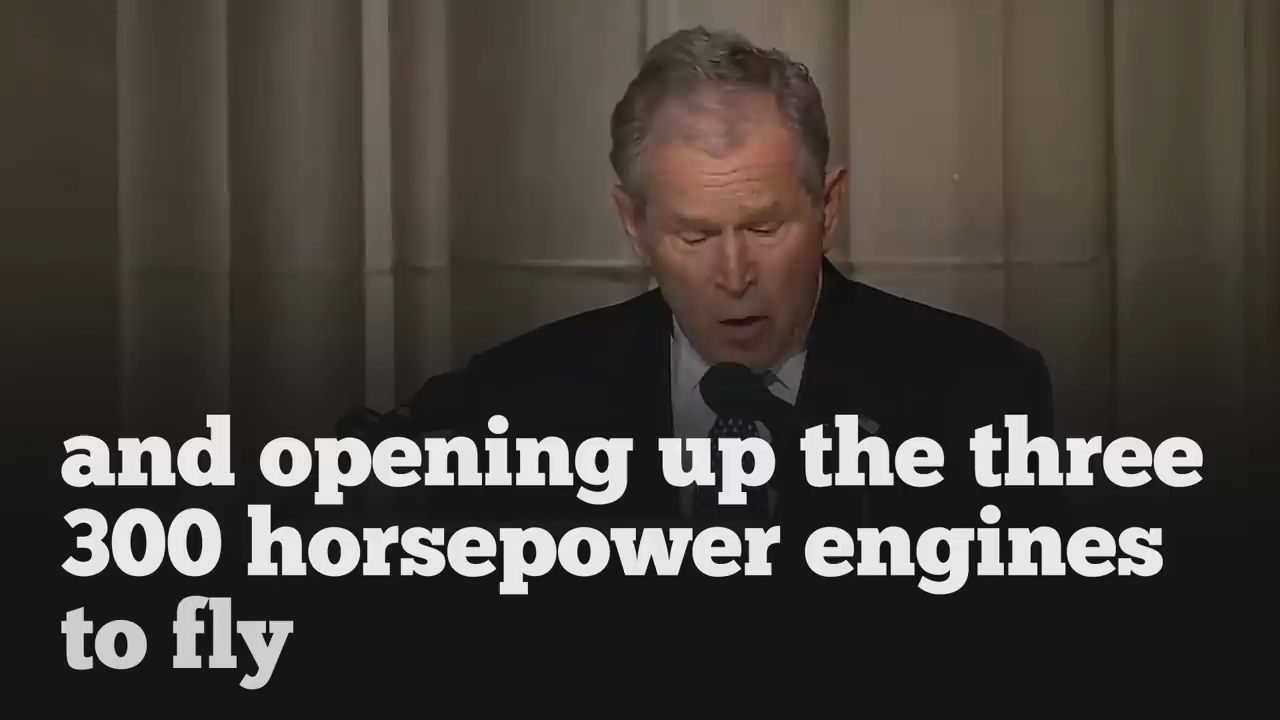 and opening up the three
300 horsepower engines
to fly